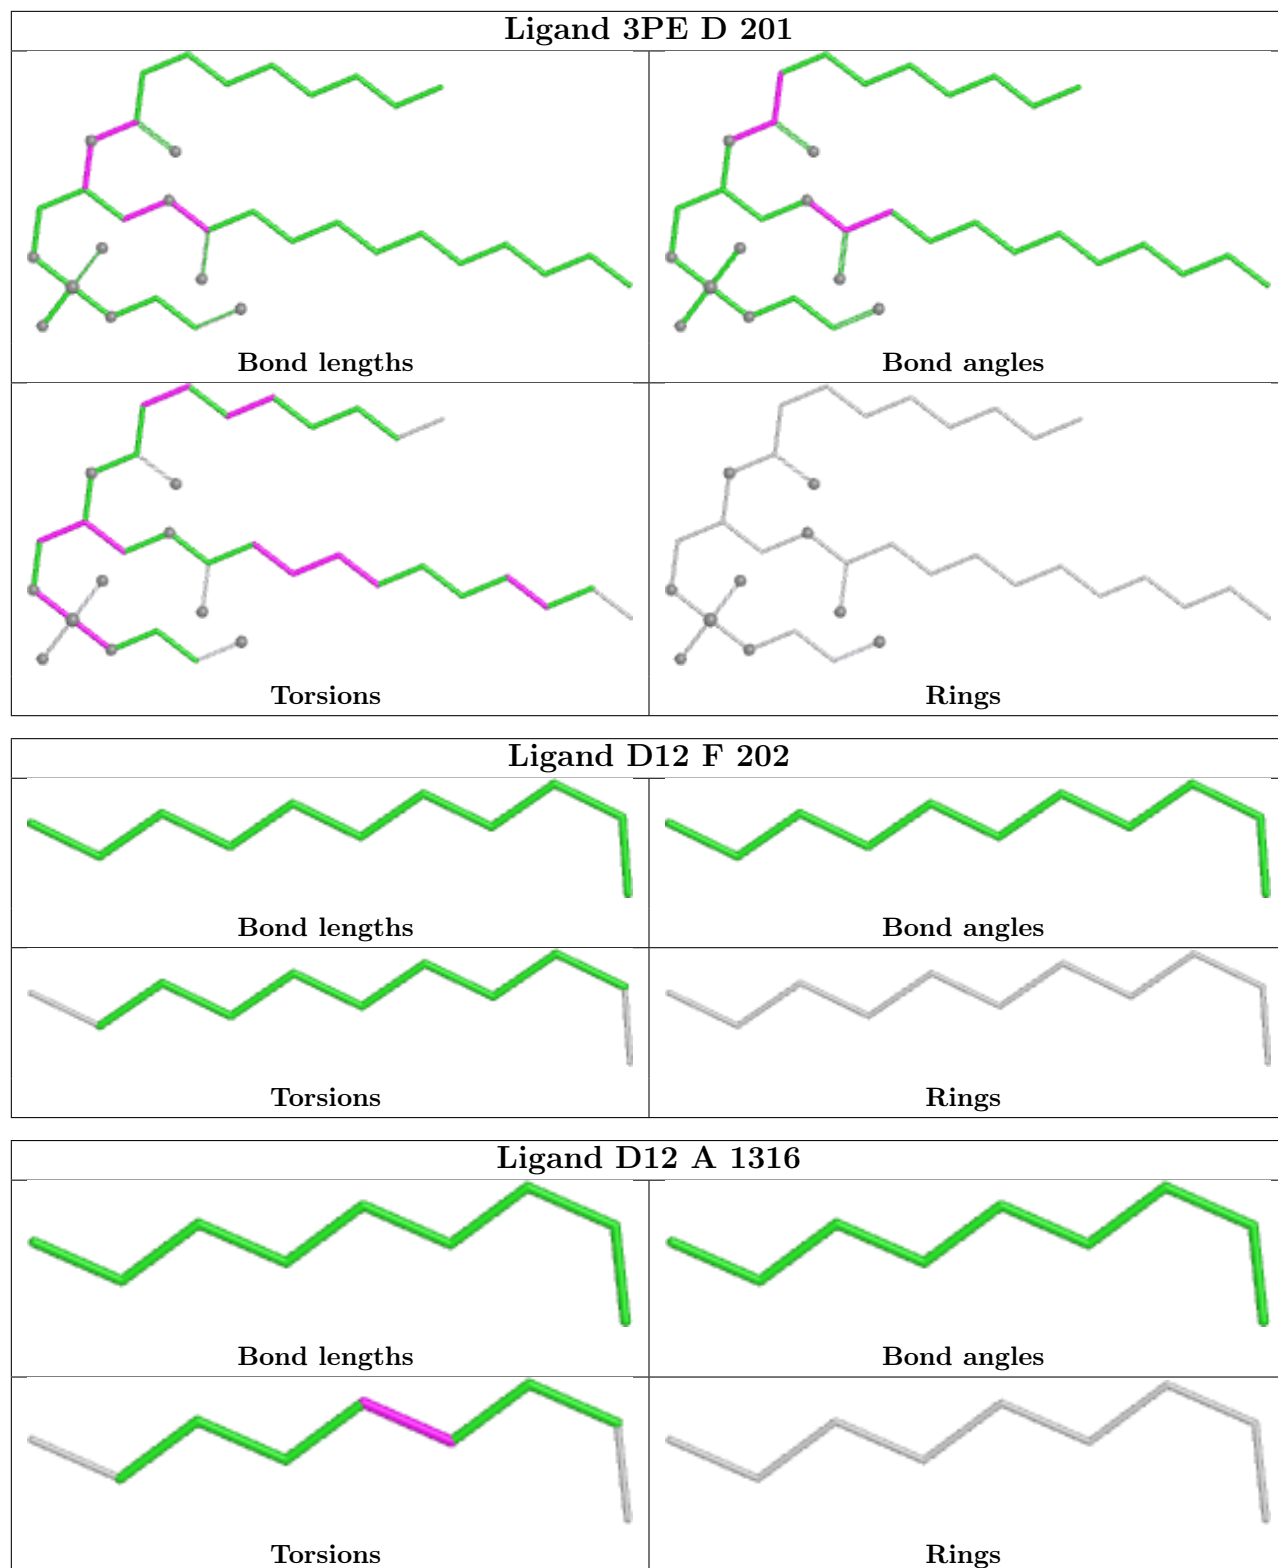 Ligand 3PE D 201
Bond lengths
Bond angles
Torsions
Rings
Ligand D12 F 202
Bond lengths
Bond angles
Torsions
Rings
Ligand D12 A 1316
Bond lengths
Bond angles
Torsions
Rings